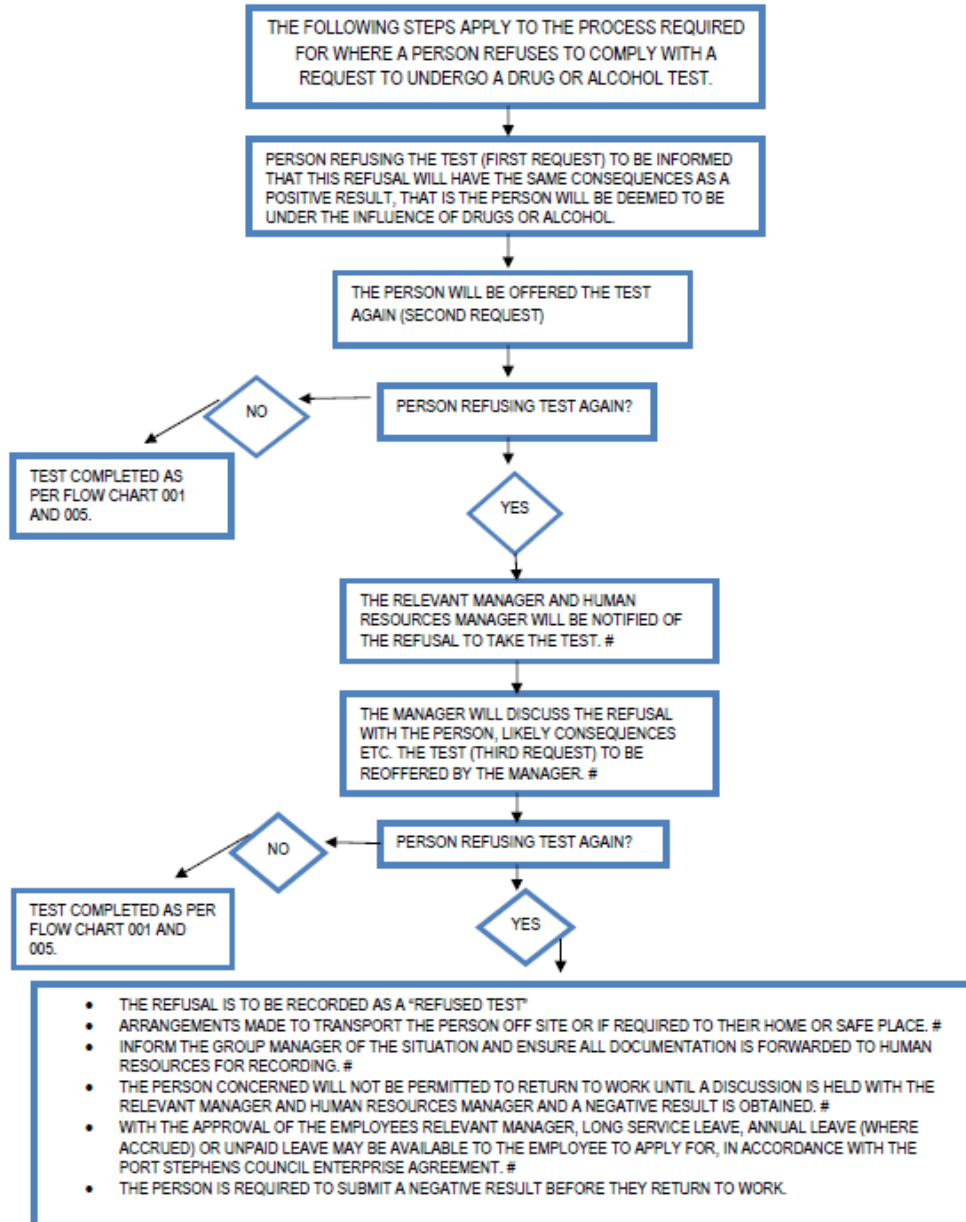 THE FOLLOWING STEPS APPLY TO THE PROCESS REQUIRED
FOR WHERE A PERSON REFUSES TO COMPLY WITH A
REQUEST TO UNDERGO A DRUG OR ALCOHOL TEST.
PERSON REFUSING THE TEST (FIRST REQUEST) TO BE INFORMED
THAT THIS REFUSAL WILL HAVE THE SAME CONSEQUENCES AS A
POSITIVE RESULT, THAT IS THE PERSON WILL BE DEEMED TO BE
UNDER THE INFLUENCE OF DRUGS OR ALCOHOL.
THE PERSON WILL BE OFFERED THE TEST
AGAIN (SECOND REQUEST)
PERSON REFUSING TEST AGAIN?
NO
TEST COMPLETED AS
PER FLOW CHART 001
AND 005.
YES
THE RELEVANT MANAGER AND HUMAN
RESOURCES MANAGER WILL BE NOTIFIED OF
THE REFUSAL TO TAKE THE TEST. #
THE MANAGER WILL DISCUSS THE REFUSAL
WITH THE PERSON, LIKELY CONSEQUENCES
ETC. THE TEST (THIRD REQUEST) TO BE
REOFFERED BY THE MANAGER. #
PERSON REFUSING TEST AGAIN?
NO
TEST COMPLETED AS PER
FLOW CHART 001 AND
005.
YES
• THE REFUSAL IS TO BE RECORDED AS A “REFUSED TEST”
• ARRANGEMENTS MADE TO TRANSPORT THE PERSON OFF SITE OR IF REQUIRED TO THEIR HOME OR SAFE PLACE. #
• INFORM THE GROUP MANAGER OF THE SITUATION AND ENSURE ALL DOCUMENTATION IS FORWARDED TO HUMAN
RESOURCES FOR RECORDING. #
• THE PERSON CONCERNED WILL NOT BE PERMITTED TO RETURN TO WORK UNTIL A DISCUSSION IS HELD WITH THE
RELEVANT MANAGER AND HUMAN RESOURCES MANAGER AND A NEGATIVE RESULT IS OBTAINED. #
• WITH THE APPROVAL OF THE EMPLOYEES RELEVANT MANAGER, LONG SERVICE LEAVE, ANNUAL LEAVE (WHERE
ACCRUED) OR UNPAID LEAVE MAY BE AVAILABLE TO THE EMPLOYEE TO APPLY FOR, IN ACCORDANCE WITH THE
PORT STEPHENS COUNCIL ENTERPRISE AGREEMENT. #
• THE PERSON IS REQUIRED TO SUBMIT A NEGATIVE RESULT BEFORE THEY RETURN TO WORK.